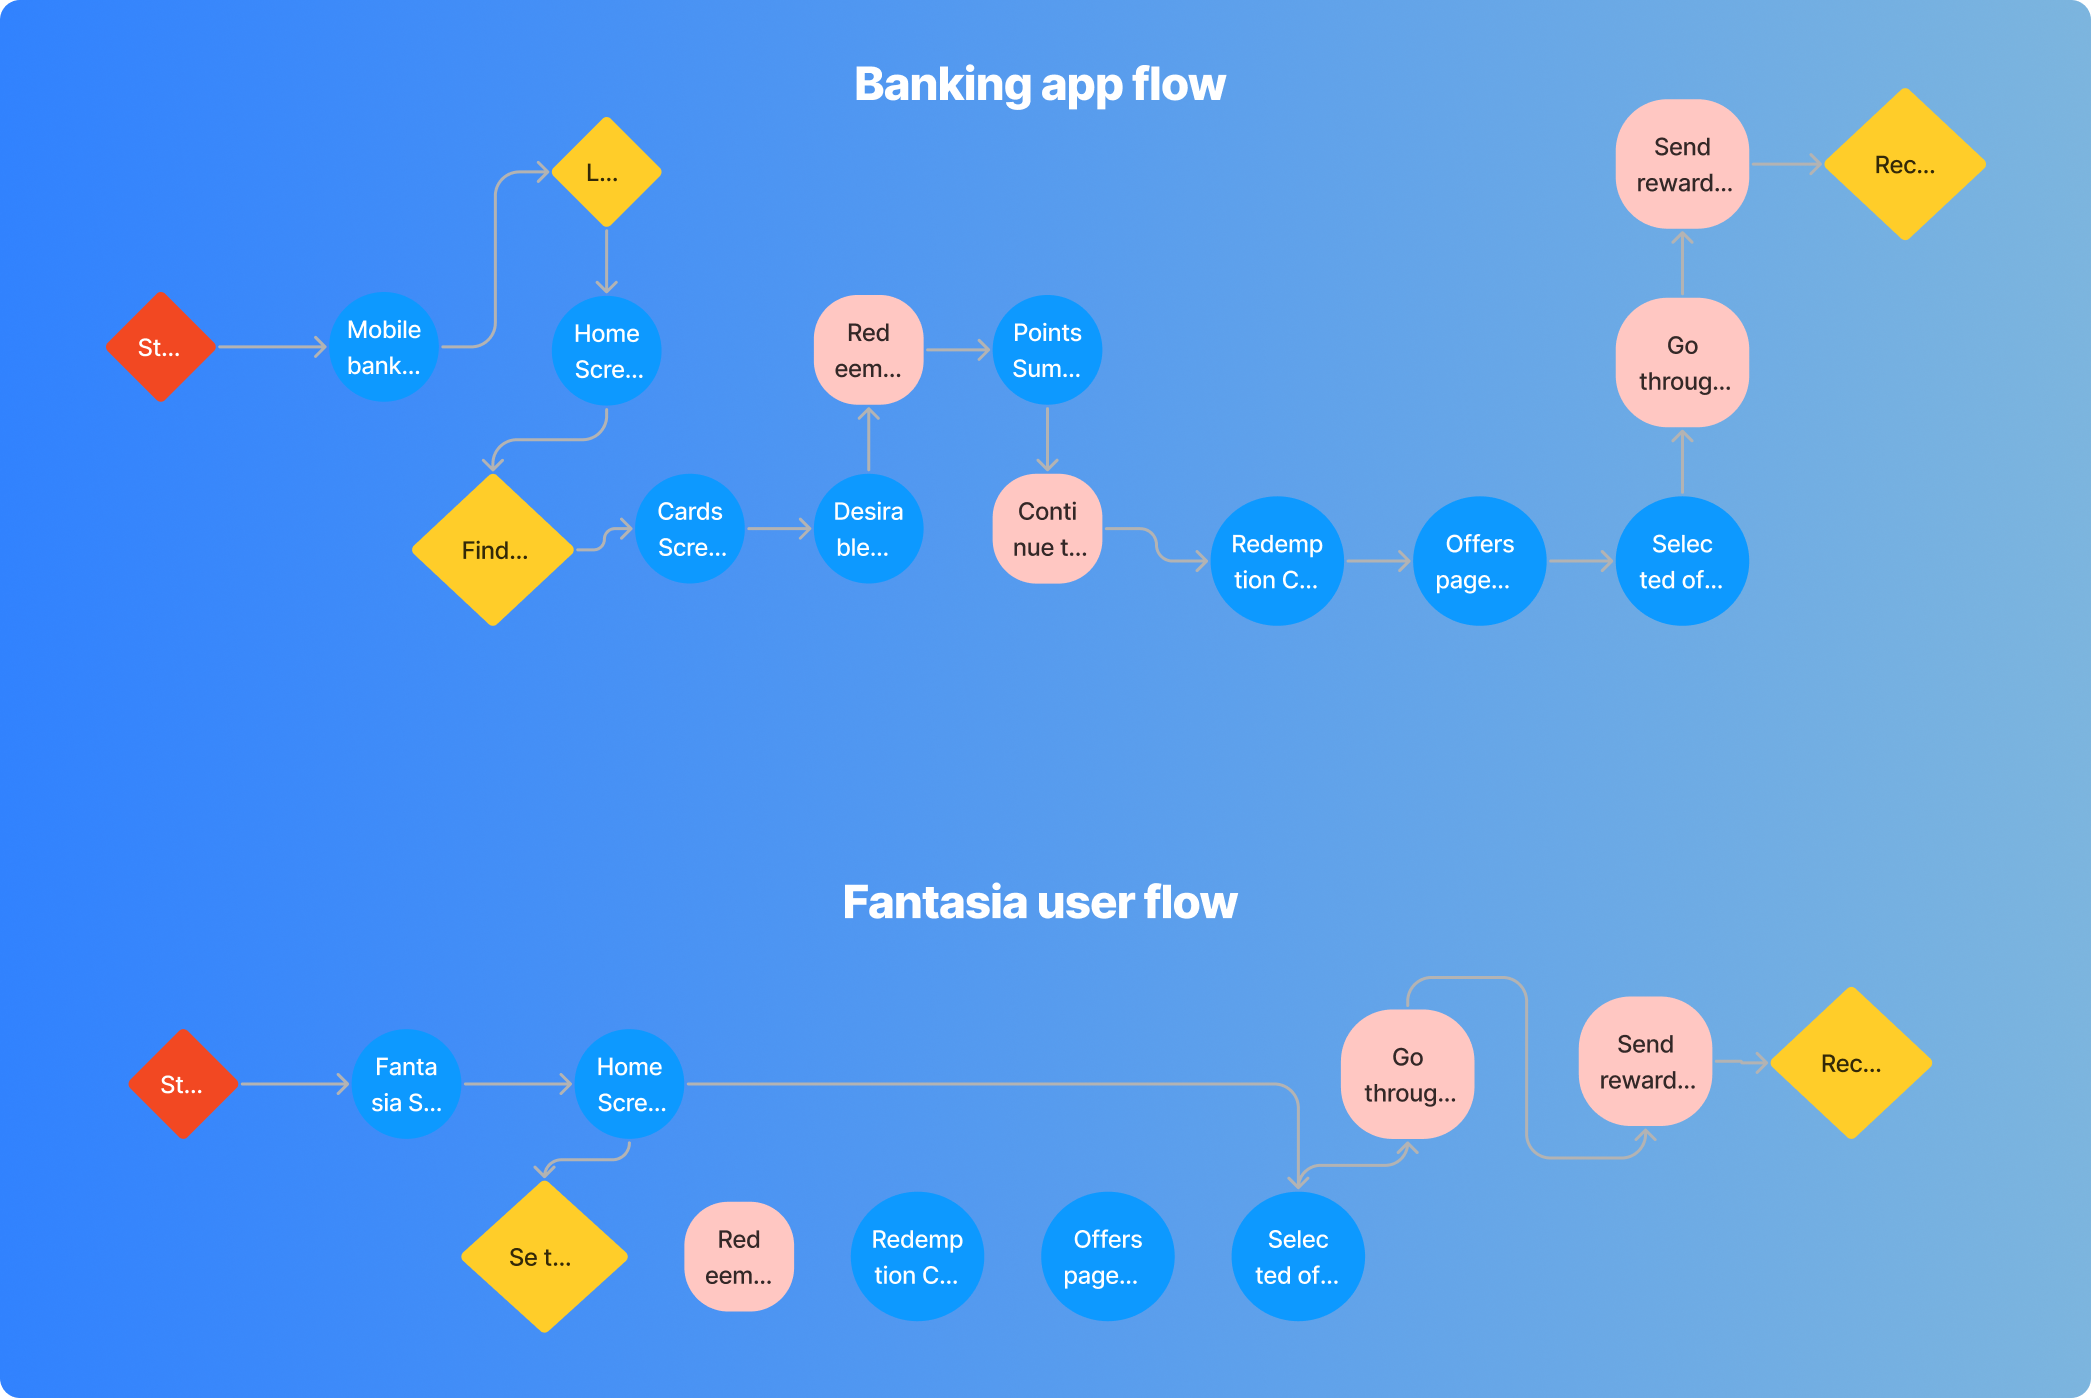 Banking app flow
L...
Send
reward...
Rec...
St...
Mobile
bank...
Home
Scre...
Red
eem...
Points
Sum...
Go
throug...
Find...
Cards
Scre...
Desira
ble...
Conti
nue t...
Redemp
tion C...
Offers
page...
Selec
ted of...
Fantasia user flow
St...
Fanta
sia S...
Home
Scre...
Go
throug...
Send
reward...
Rec...
Se t...
Red
eem...
Redemp
tion C...
Offers
page...
Selec
ted of...